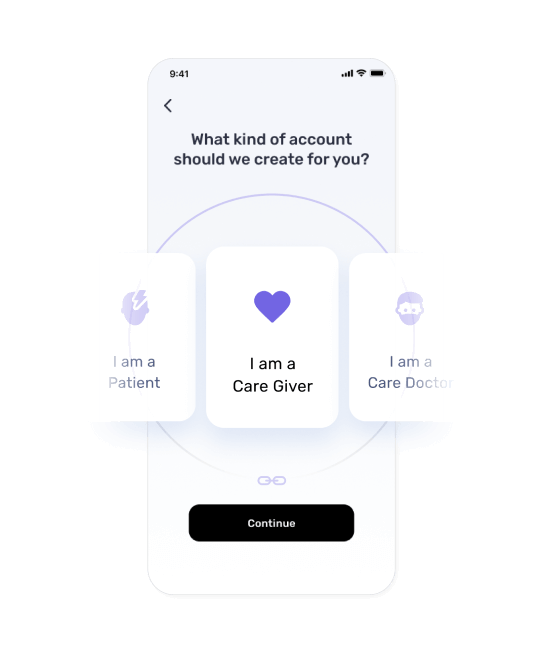 9:41
What kind of account
should we create for you?
I am a
Patient
I am a
Care Giver
I am a
Care Doctor
Continue